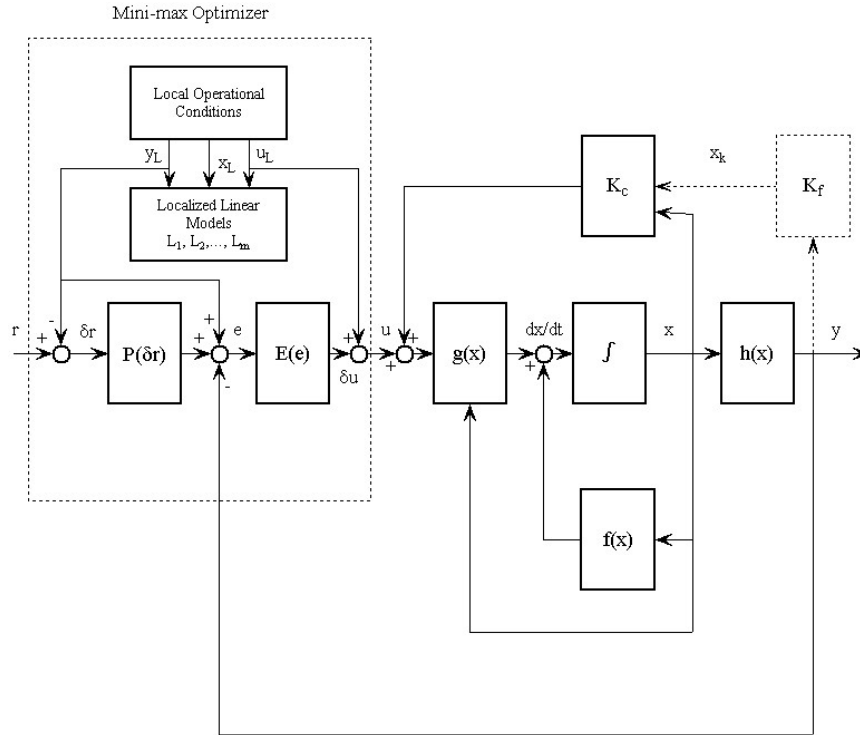 Mini-max Optimizer
Local Operational
Conditions
y_L
x_L
u_L
Localized Linear
Models
L_1, L_2,..., L_m
K_c
x_k
K_f
r
+
-
δr
P(δr)
+
+
-
e
E(e)
+
+
δu
u
+
+
g(x)
dx/dt
+
∫
x
h(x)
y
f(x)